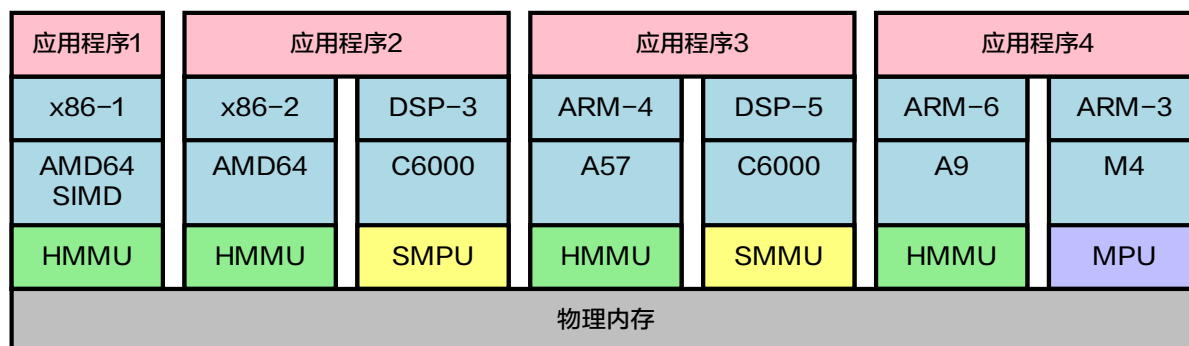 应用程序1 应用程序2 应用程序3 应用程序4
x86-1 x86-2 DSP-3 ARM-4 DSP-5 ARM-6 ARM-3
AMD64 AMD64 C6000 A57 C6000 A9 M4
SIMD
HMMU HMMU SMPU HMMU SMMU HMMU MPU
物理内存